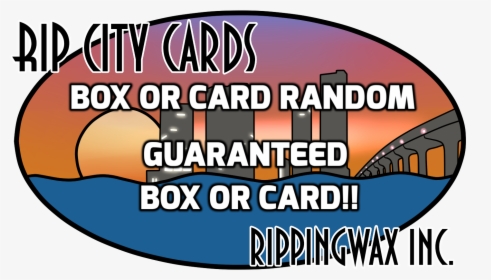 RIP CITY CARDS
BOX OR CARD RANDOM
GUARANTEED
BOX OR CARD!!
RIPPINGWAX INC.